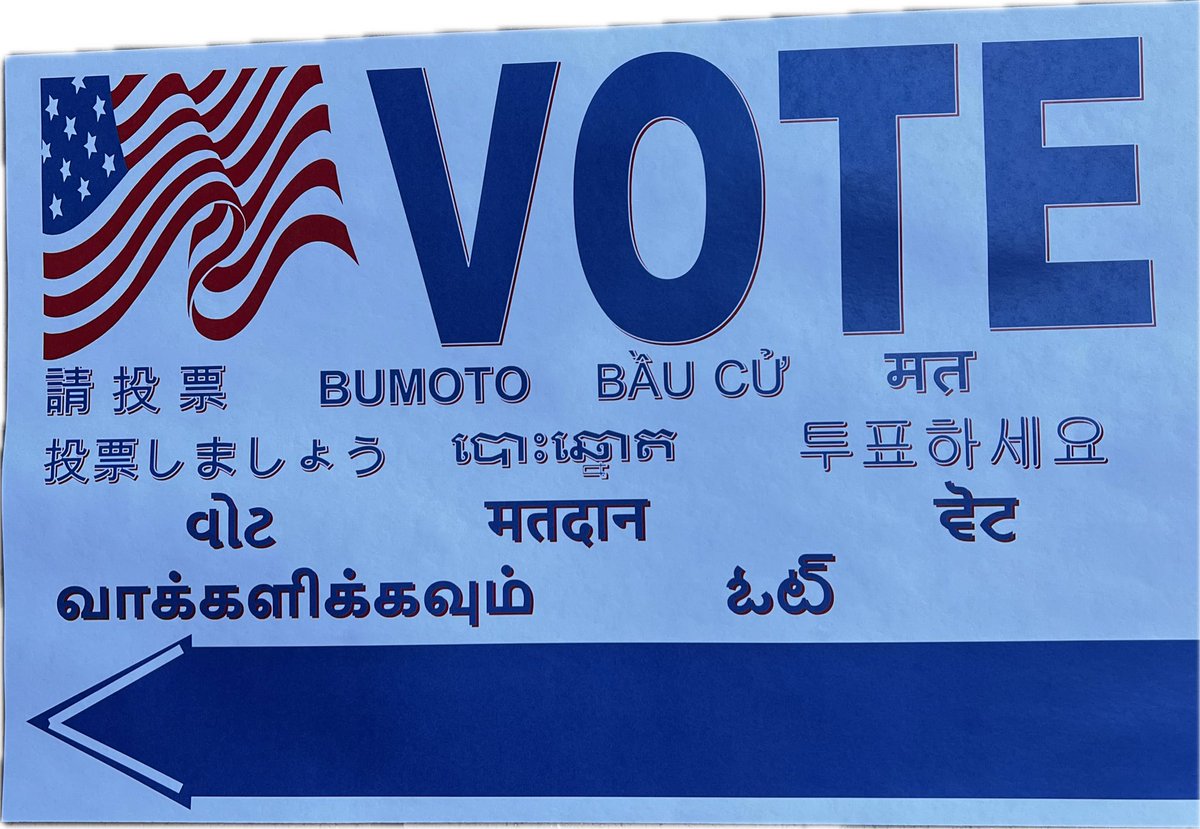 VOTE
請投票 BUMOTO BẦU CỬ मत
投票しましょう បោះឆ្នោត 투표하세요
વોટ मतदान ਵੋਟ
வாக்களிக்கவும் ఓట్